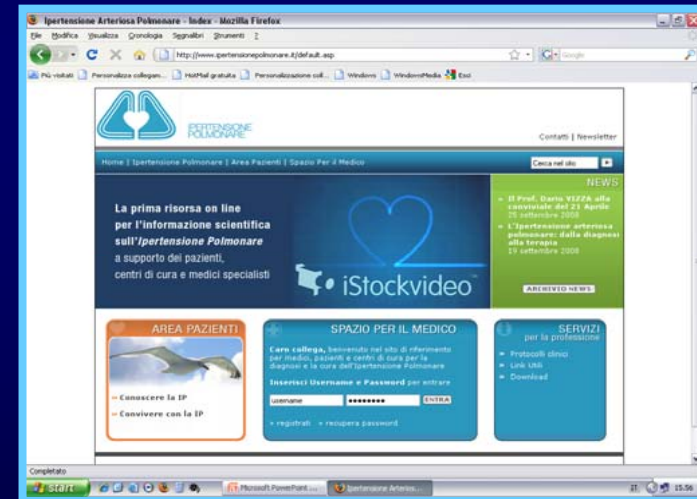 Ipertensione Arteriosa Polmonare - Index - Mozilla Firefox
File Modifica Visualizza Cronologia Segnalibri Strumenti ?
http://www.ipertensionepolmonare.it/default.asp
Google
Più visitati Personalizza collegam... HotMail gratuita Personalizzazione coll... Windows WindowsMedia Esci
IPERTENSIONE
POLMONARE
Contatti | Newsletter
Home | Ipertensione Polmonare | Area Pazienti | Spazio Per il Medico
Cerca nel sito
La prima risorsa on line
per l'informazione scientifica
sull'Ipertensione Polmonare
a supporto dei pazienti,
centri di cura e medici specialisti
iStockvideo
NEWS
Il Prof. Dario VIZZA alla
conviviale del 21 Aprile
25 settembre 2008
L'Ipertensione arteriosa
polmonare: dalla diagnosi
alla terapia
19 settembre 2008
ARCHIVIO NEWS
AREA PAZIENTI
Conoscere la IP
Convivere con la IP
SPAZIO PER IL MEDICO
Caro collega, benvenuto nel sito di riferimento
per medici, pazienti e centri di cura per la
diagnosi e la cura dell'Ipertensione Polmonare
Inserisci Username e Password per entrare
username ENTRA
registrati recupera password
SERVIZI
per la professione
Protocolli clinici
Link Utili
Download
Completato
start Microsoft PowerPoint ... Ipertensione Arterios... IT 15.56